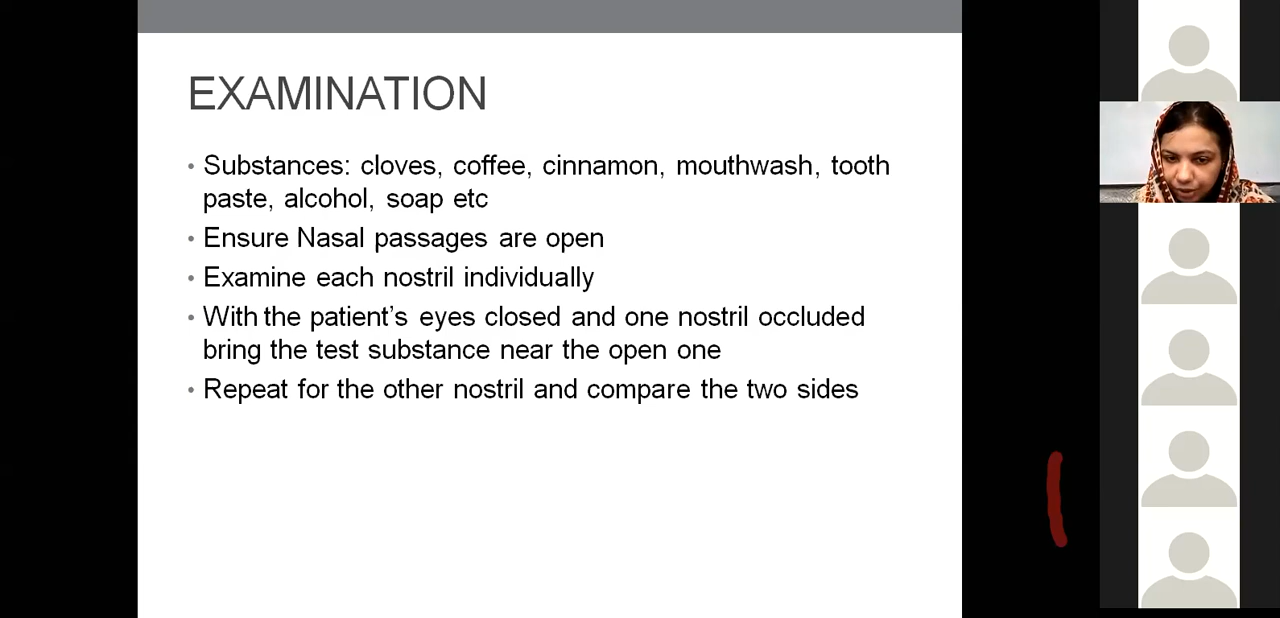 EXAMINATION
• Substances: cloves, coffee, cinnamon, mouthwash, tooth
paste, alcohol, soap etc
• Ensure Nasal passages are open
• Examine each nostril individually
• With the patient’s eyes closed and one nostril occluded
bring the test substance near the open one
• Repeat for the other nostril and compare the two sides